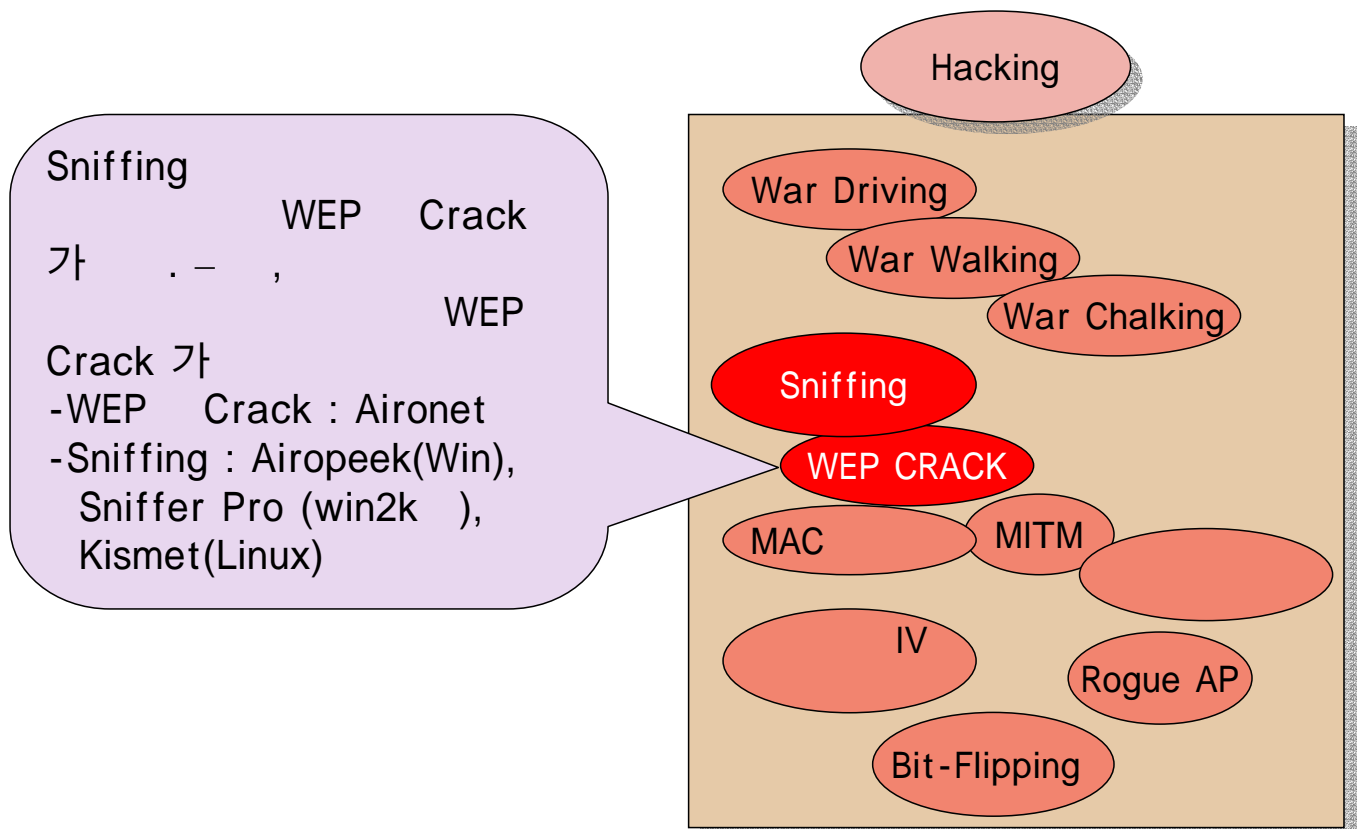 Hacking
Sniffing
WEP Crack
가 . – ,
WEP
Crack 가
-WEP Crack : Aironet
-Sniffing : Airopeek(Win),
Sniffer Pro (win2k ),
Kismet(Linux)
War Driving
War Walking
War Chalking
Sniffing
WEP CRACK
MAC
MITM
IV
Rogue AP
Bit-Flipping